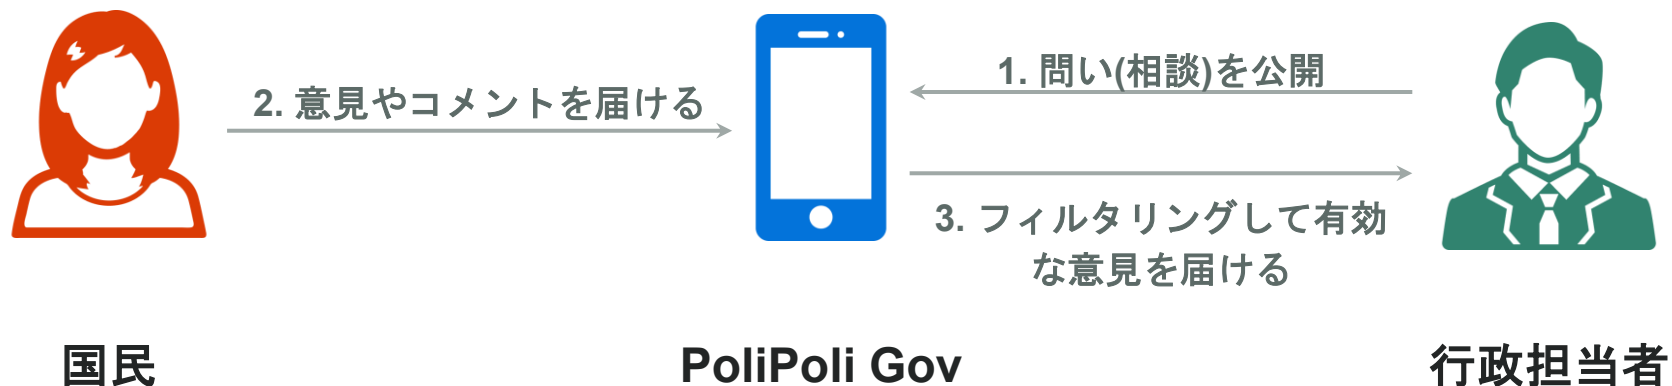 1. 問い(相談)を公開
2. 意見やコメントを届ける
3. フィルタリングして有効
な意見を届ける
国民
PoliPoli Gov
行政担当者